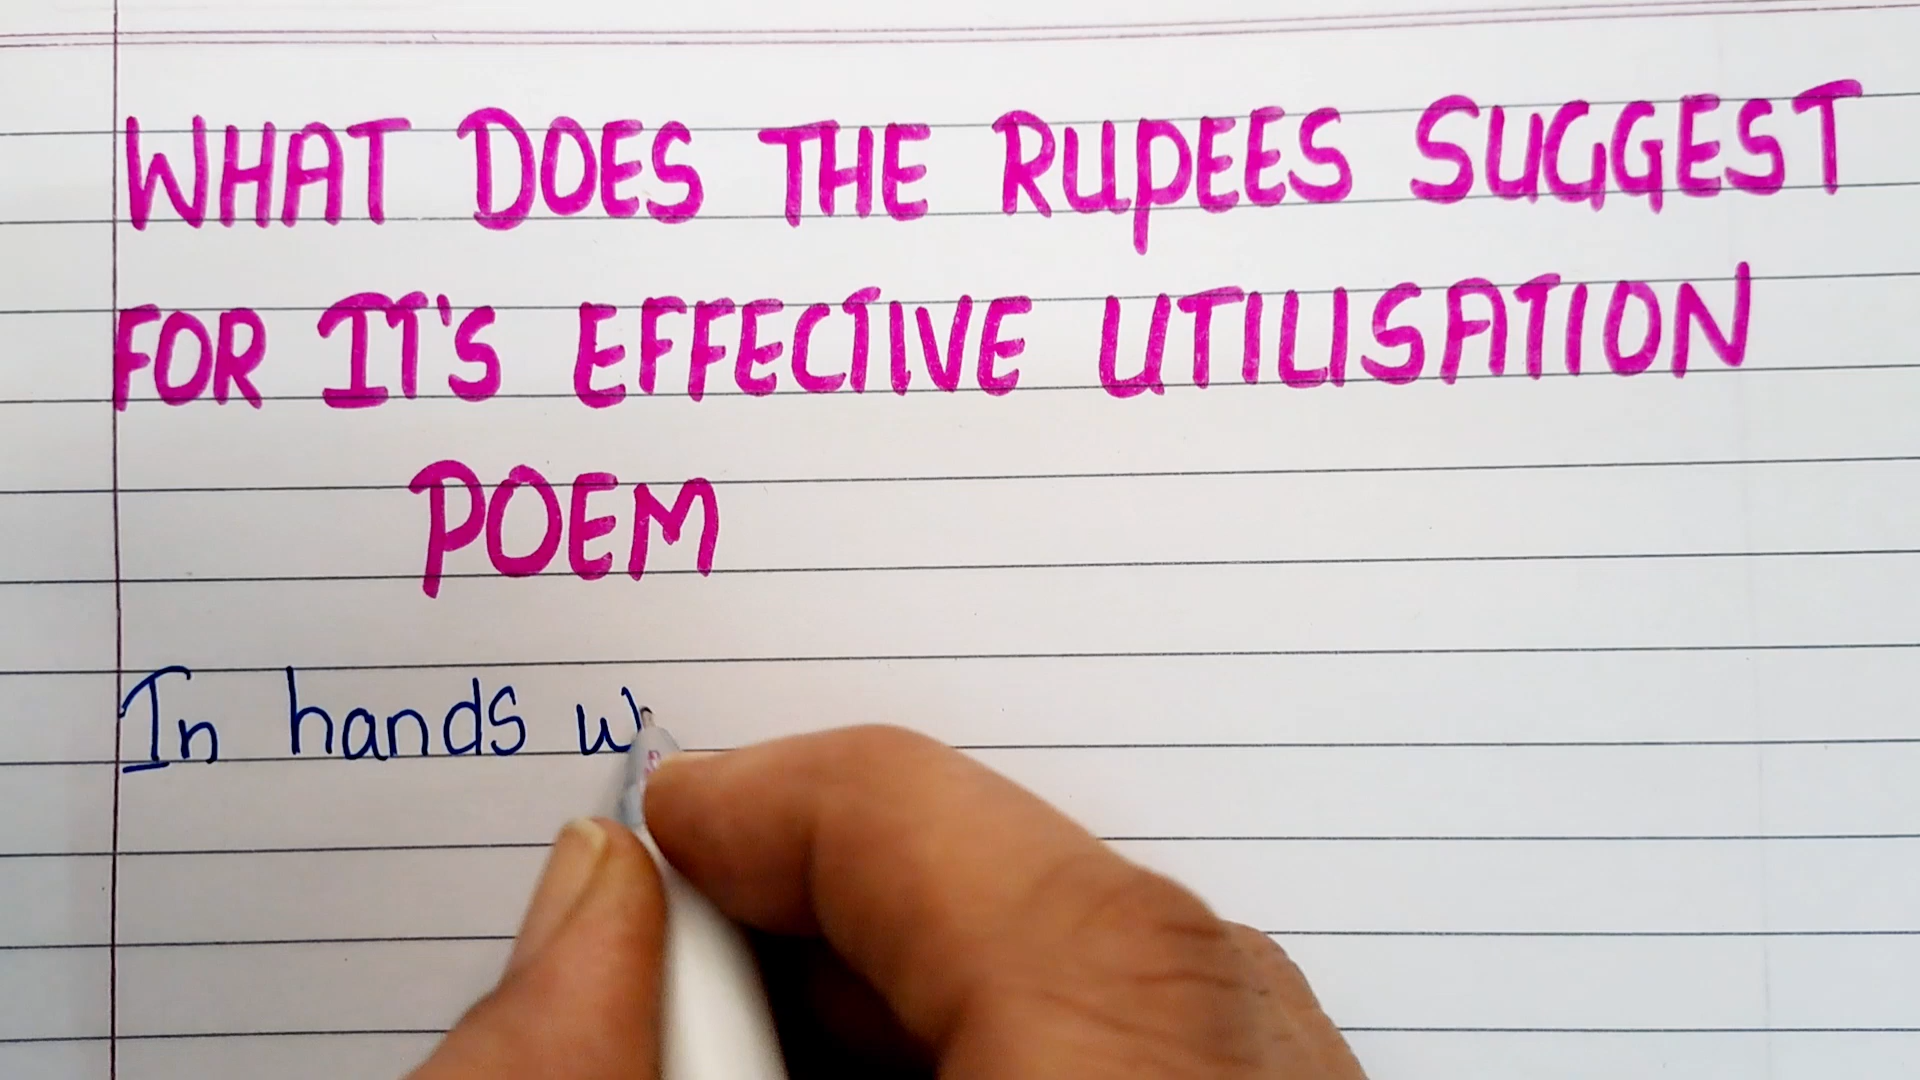 WHAT DOES THE RUPEES SUGGEST
FOR IT'S EFFECTIVE UTILISATION
POEM
In hands w